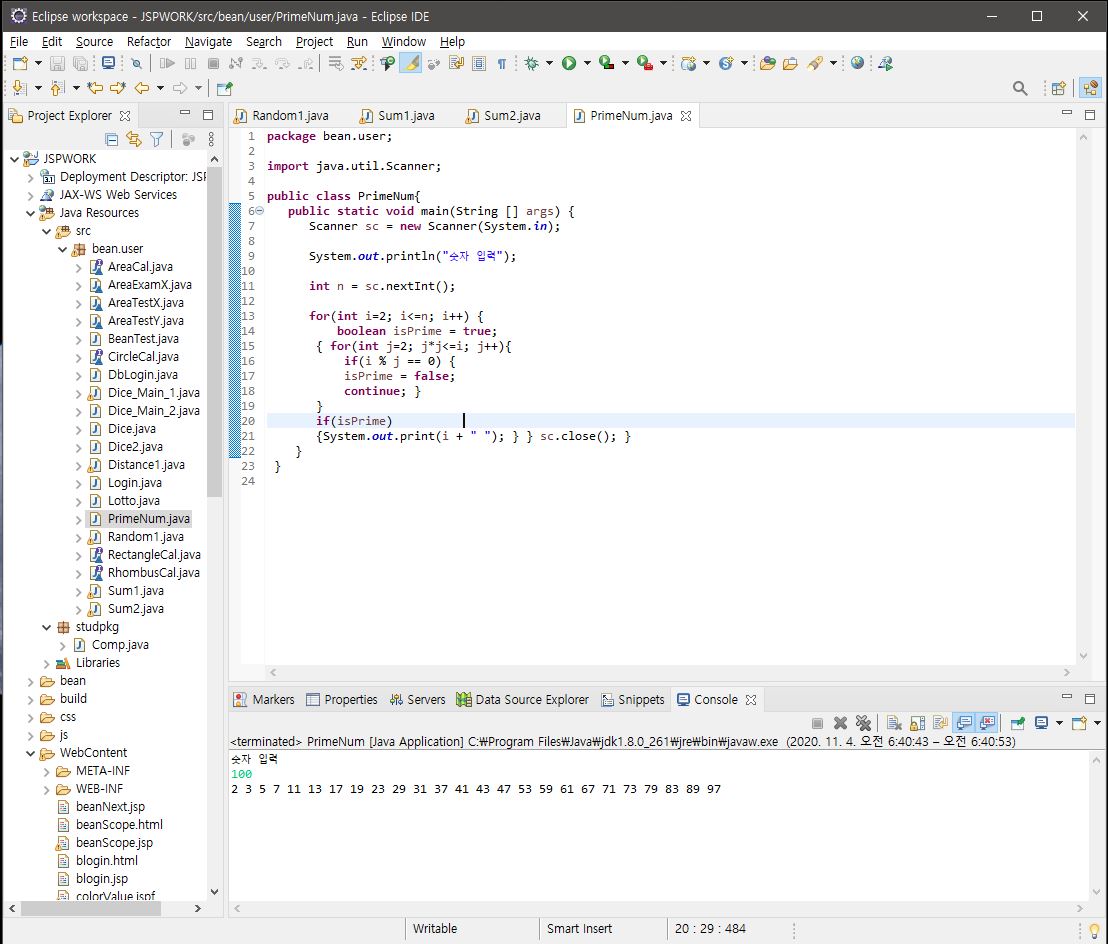 Eclipse workspace - JSPWORK/src/bean/user/PrimeNum.java - Eclipse IDE
File Edit Source Refactor Navigate Search Project Run Window Help
Project Explorer
JSPWORK
Deployment Descriptor: JSF
JAX-WS Web Services
Java Resources
src
bean.user
AreaCal.java
AreaExamX.java
AreaTestX.java
AreaTestY.java
BeanTest.java
CircleCal.java
DbLogin.java
Dice_Main_1.java
Dice_Main_2.java
Dice.java
Dice2.java
Distance1.java
Login.java
Lotto.java
PrimeNum.java
Random1.java
RectangleCal.java
RhombusCal.java
Sum1.java
Sum2.java
studpkg
Comp.java
Libraries
bean
build
css
js
WebContent
META-INF
WEB-INF
beanNext.jsp
beanScope.html
beanScope.jsp
blogin.html
blogin.jsp
colorValue.jspf
Random1.java Sum1.java Sum2.java PrimeNum.java
1 package bean.user;
2
3 import java.util.Scanner;
4
5 public class PrimeNum{
6 public static void main(String [] args) {
7 Scanner sc = new Scanner(System.in);
8
9 System.out.println("숫자 입력");
10
11 int n = sc.nextInt();
12
13 for(int i=2; i<=n; i++) {
14 boolean isPrime = true;
15 { for(int j=2; j*j<=i; j++){
16 if(i % j == 0) {
17 isPrime = false;
18 continue; }
19 }
20 if(isPrime)
21 {System.out.print(i + " "); } } sc.close(); }
22 }
23 }
24
Markers Properties Servers Data Source Explorer Snippets Console
<terminated> PrimeNum [Java Application] C:₩Program Files₩Java₩jdk1.8.0_261₩jre₩bin₩javaw.exe (2020. 11. 4. 오전 6:40:43 – 오전 6:40:53)
숫자 입력
100
2 3 5 7 11 13 17 19 23 29 31 37 41 43 47 53 59 61 67 71 73 79 83 89 97
Writable Smart Insert 20 : 29 : 484